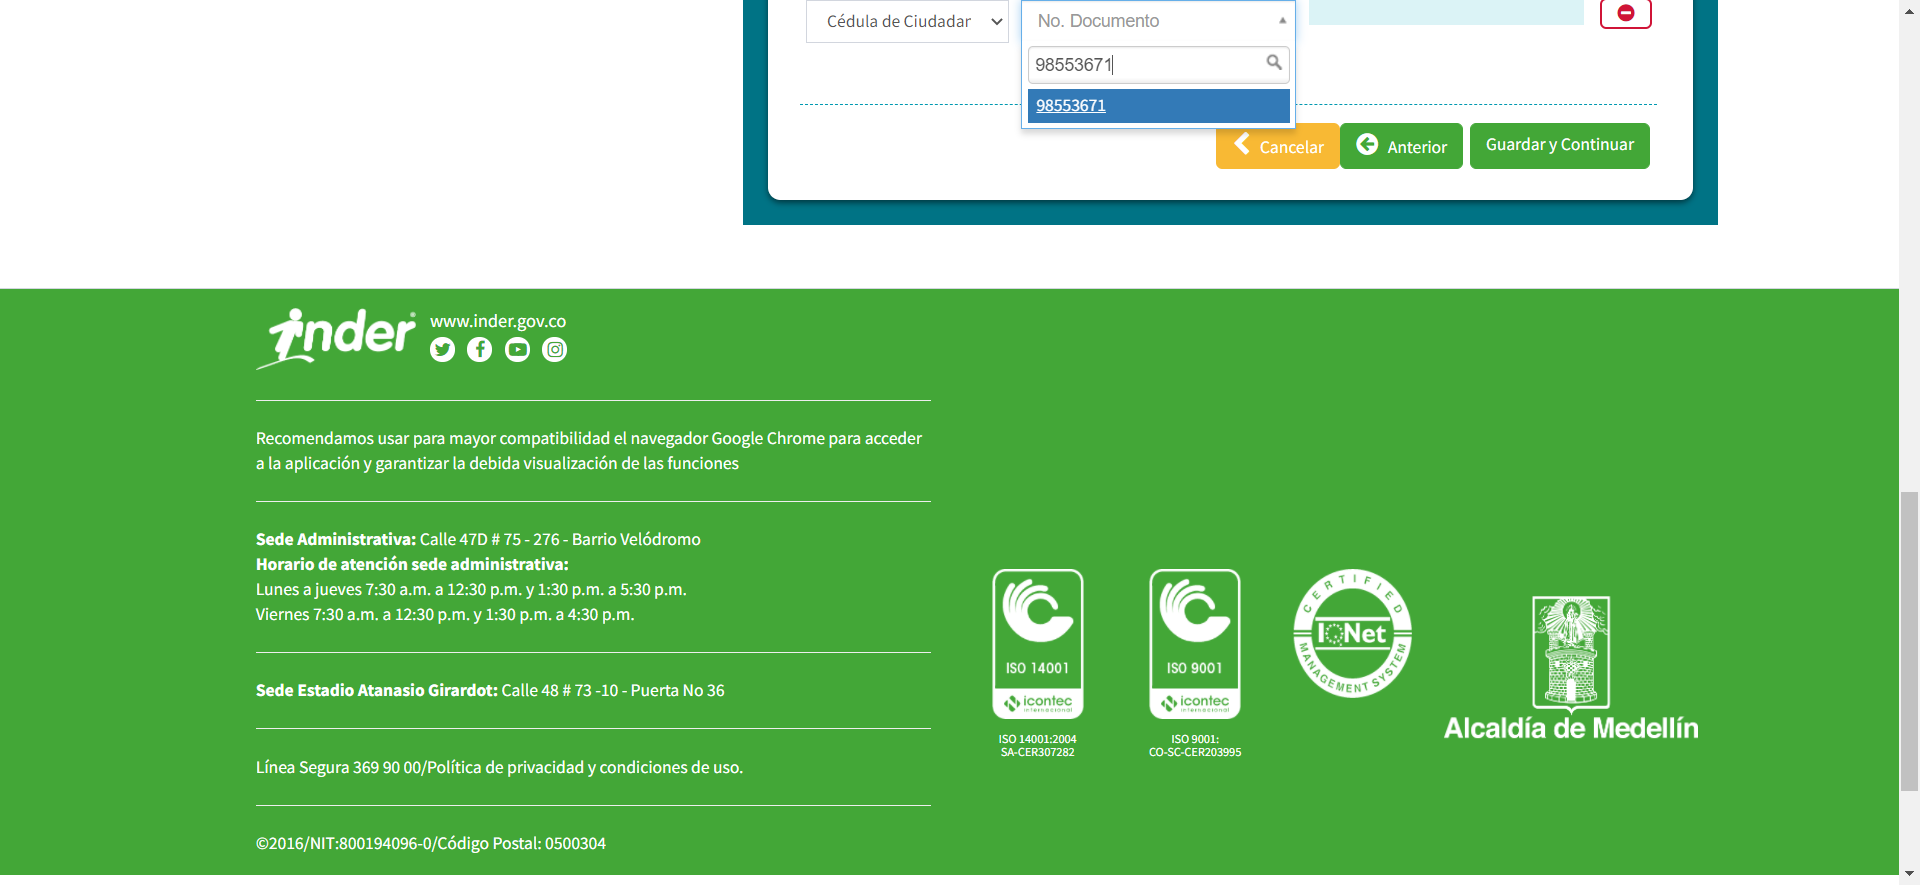 Cédula de Ciudadar
No. Documento
98553671
98553671
Cancelar
Anterior
Guardar y Continuar
inder
www.inder.gov.co
Recomendamos usar para mayor compatibilidad el navegador Google Chrome para acceder
a la aplicación y garantizar la debida visualización de las funciones
Sede Administrativa: Calle 47D # 75 - 276 - Barrio Velódromo
Horario de atención sede administrativa:
Lunes a jueves 7:30 a.m. a 12:30 p.m. y 1:30 p.m. a 5:30 p.m.
Viernes 7:30 a.m. a 12:30 p.m. y 1:30 p.m. a 4:30 p.m.
Sede Estadio Atanasio Girardot: Calle 48 # 73 -10 - Puerta No 36
Línea Segura 369 90 00/Política de privacidad y condiciones de uso.
©2016/NIT:800194096-0/Código Postal: 0500304
ISO 14001
icontec
internacional
ISO 14001:2004
SA-CER307282
ISO 9001
icontec
internacional
ISO 9001:
CO-SC-CER203995
CERTIFIED
IQNet
MANAGEMENT SYSTEM
Alcaldía de Medellín